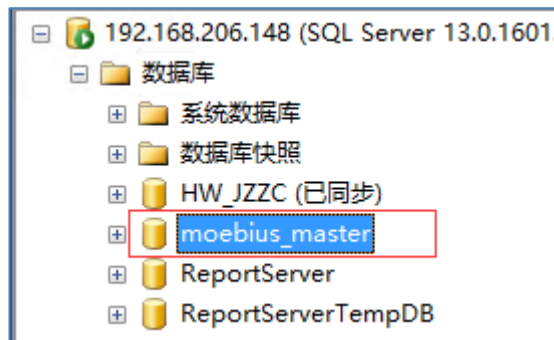 192.168.206.148 (SQL Server 13.0.1601
数据库
系统数据库
数据库快照
HW_JZZC (已同步)
moebius_master
ReportServer
ReportServerTempDB